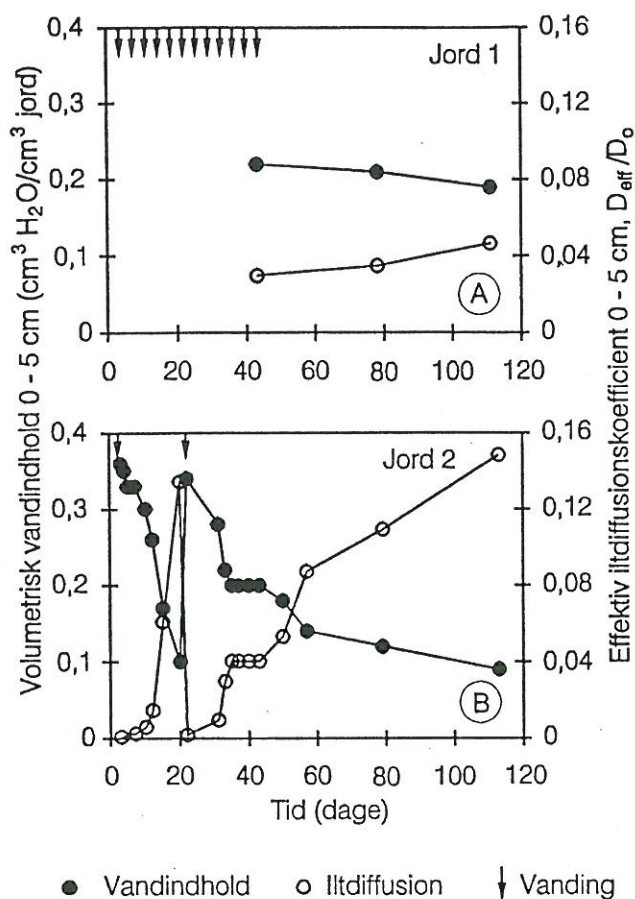 Volumetrisk vandindhold 0 - 5 cm (cm³ H₂O/cm³ jord)
Effektiv iltdiffusionskoefficient 0 - 5 cm, D_eff /D_o
0,4
0,3
0,2
0,1
0
0,16
0,12
0,08
0,04
0
Jord 1
A
0 20 40 60 80 100 120
0,4
0,3
0,2
0,1
0
0,16
0,12
0,08
0,04
0
Jord 2
B
0 20 40 60 80 100 120
Tid (dage)
Vandindhold Iltdiffusion Vanding